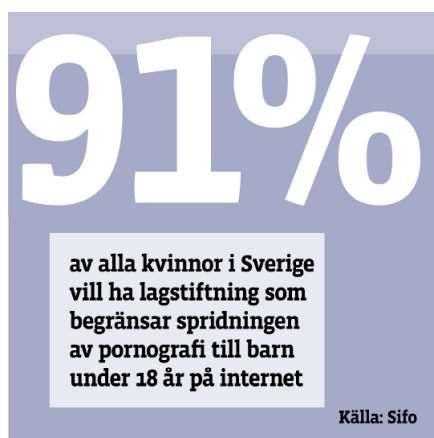 91%
av alla kvinnor i Sverige
vill ha lagstiftning som
begränsar spridningen
av pornografi till barn
under 18 år på internet
Källa: Sifo